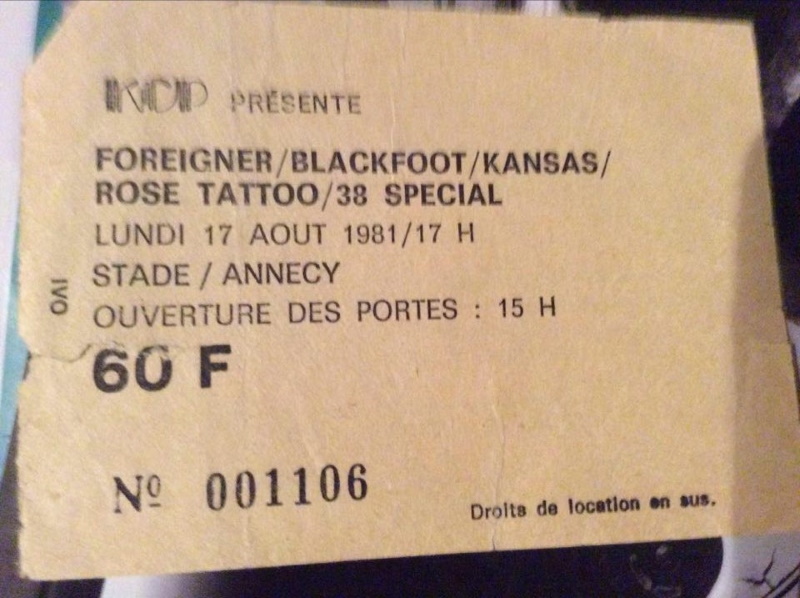 KCP PRÉSENTE
FOREIGNER/BLACKFOOT/KANSAS/
ROSE TATTOO/38 SPECIAL
LUNDI 17 AOUT 1981/17 H
STADE / ANNECY
OUVERTURE DES PORTES : 15 H
60 F
Nº 001106
Droits de location en sus.
IVO